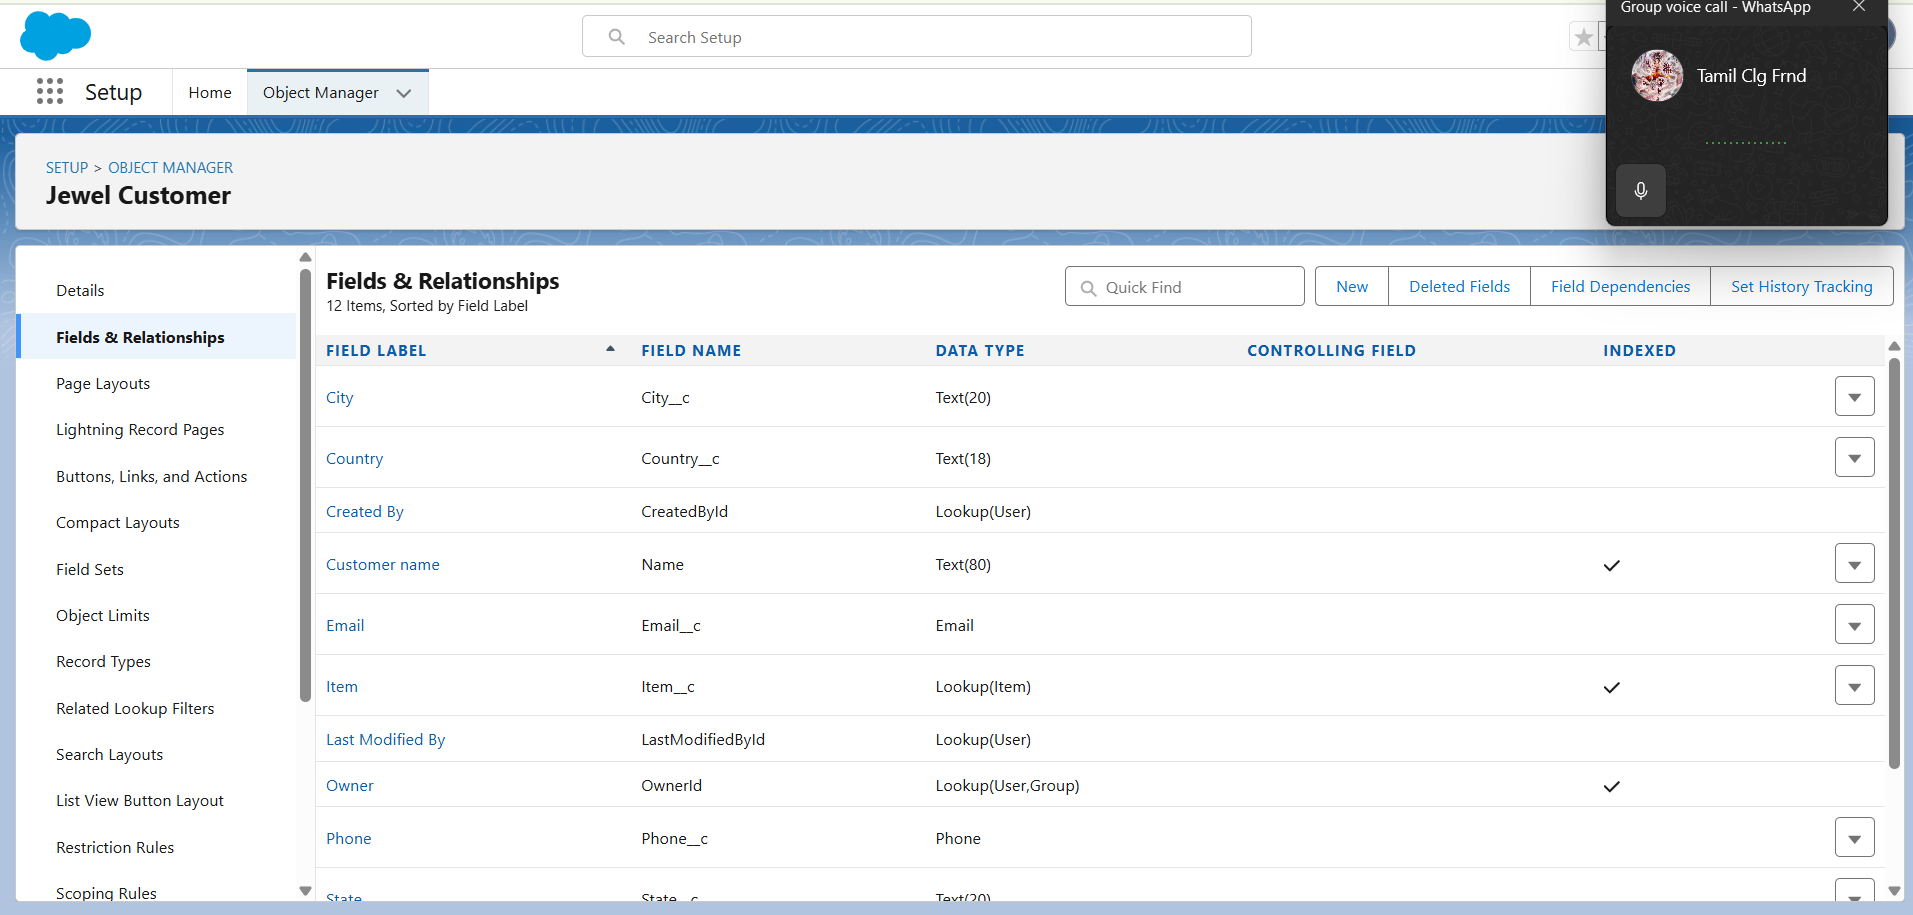 Group voice call - WhatsApp
Search Setup
Tamil Clg Frnd
Setup
Home
Object Manager
SETUP > OBJECT MANAGER
Jewel Customer
Details
Fields & Relationships
Page Layouts
Lightning Record Pages
Buttons, Links, and Actions
Compact Layouts
Field Sets
Object Limits
Record Types
Related Lookup Filters
Search Layouts
List View Button Layout
Restriction Rules
Scoping Rules
Fields & Relationships
12 Items, Sorted by Field Label
Quick Find
New
Deleted Fields
Field Dependencies
Set History Tracking
FIELD LABEL FIELD NAME DATA TYPE CONTROLLING FIELD INDEXED
City City__c Text(20)
Country Country__c Text(18)
Created By CreatedById Lookup(User)
Customer name Name Text(80)
Email Email__c Email
Item Item__c Lookup(Item)
Last Modified By LastModifiedById Lookup(User)
Owner OwnerId Lookup(User,Group)
Phone Phone__c Phone
State State__c Text(20)